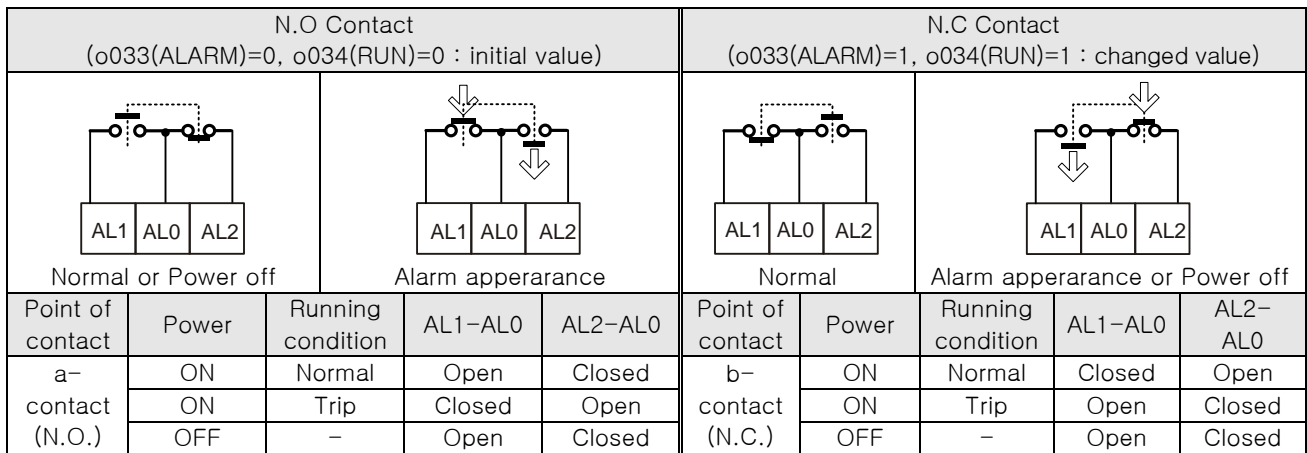 N.O Contact
(o033(ALARM)=0, o034(RUN)=0 : initial value)
N.C Contact
(o033(ALARM)=1, o034(RUN)=1 : changed value)
AL1 AL0 AL2
Normal or Power off
AL1 AL0 AL2
Alarm apperarance
AL1 AL0 AL2
Normal
AL1 AL0 AL2
Alarm apperarance or Power off
Point of contact Power Running condition AL1-AL0 AL2-AL0
a-contact (N.O.) ON Normal Open Closed
ON Trip Closed Open
OFF - Open Closed
Point of contact Power Running condition AL1-AL0 AL2-AL0
b-contact (N.C.) ON Normal Closed Open
ON Trip Open Closed
OFF - Open Closed